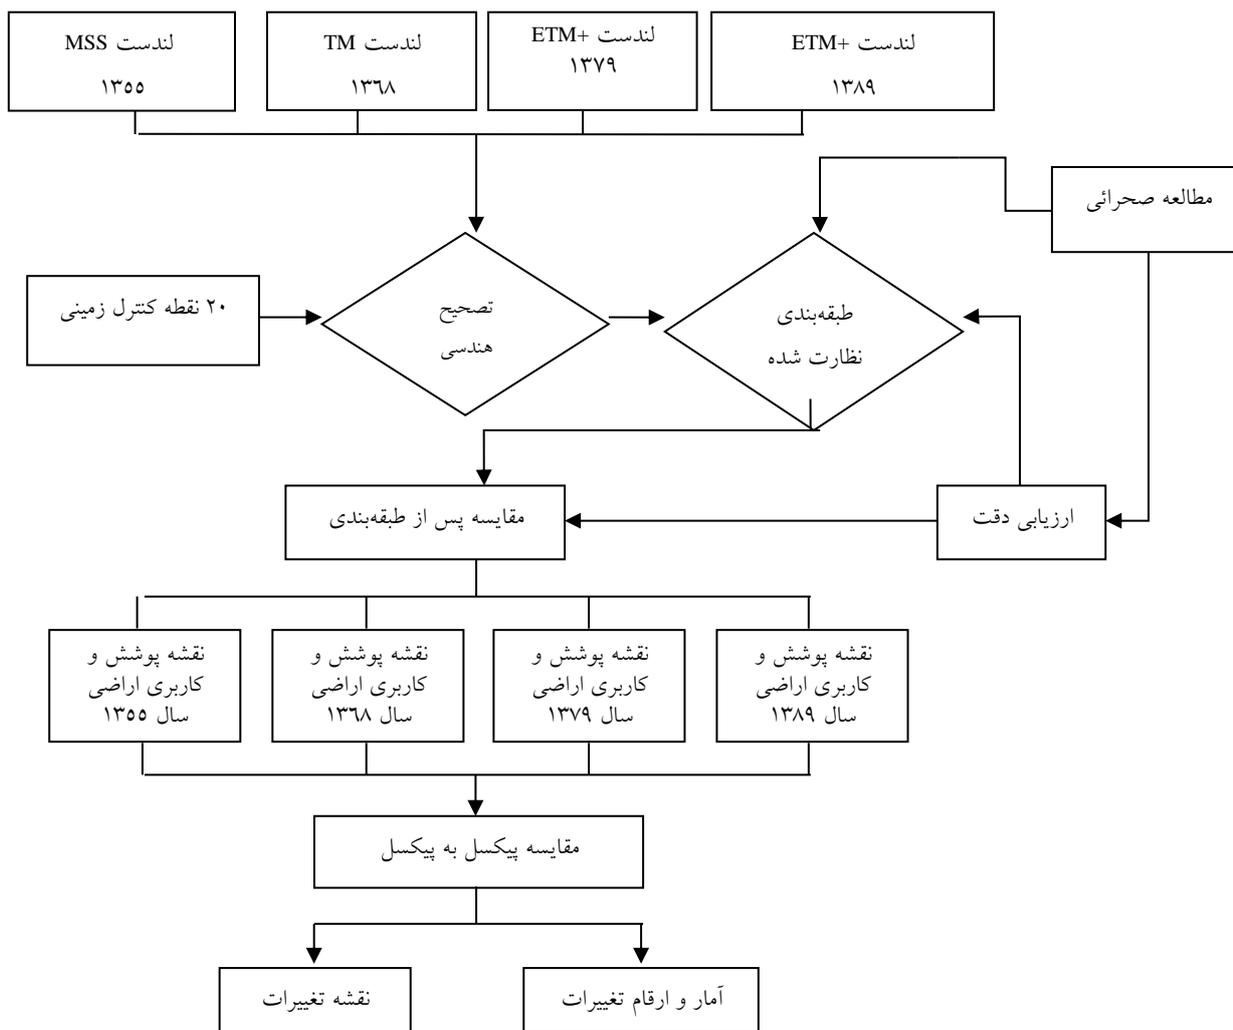 لندست MSS
۱۳۵۵
لندست TM
۱۳۶۸
لندست ETM+
۱۳۷۹
لندست ETM+
۱۳۸۹
مطالعه صحرائی
۲۰ نقطه کنترل زمینی
تصحیح
هندسی
طبقه‌بندی
نظارت شده
مقایسه پس از طبقه‌بندی
ارزیابی دقت
نقشه پوشش و
کاربری اراضی
سال ۱۳۵۵
نقشه پوشش و
کاربری اراضی
سال ۱۳۶۸
نقشه پوشش و
کاربری اراضی
سال ۱۳۷۹
نقشه پوشش و
کاربری اراضی
سال ۱۳۸۹
مقایسه پیکسل به پیکسل
نقشه تغییرات
آمار و ارقام تغییرات